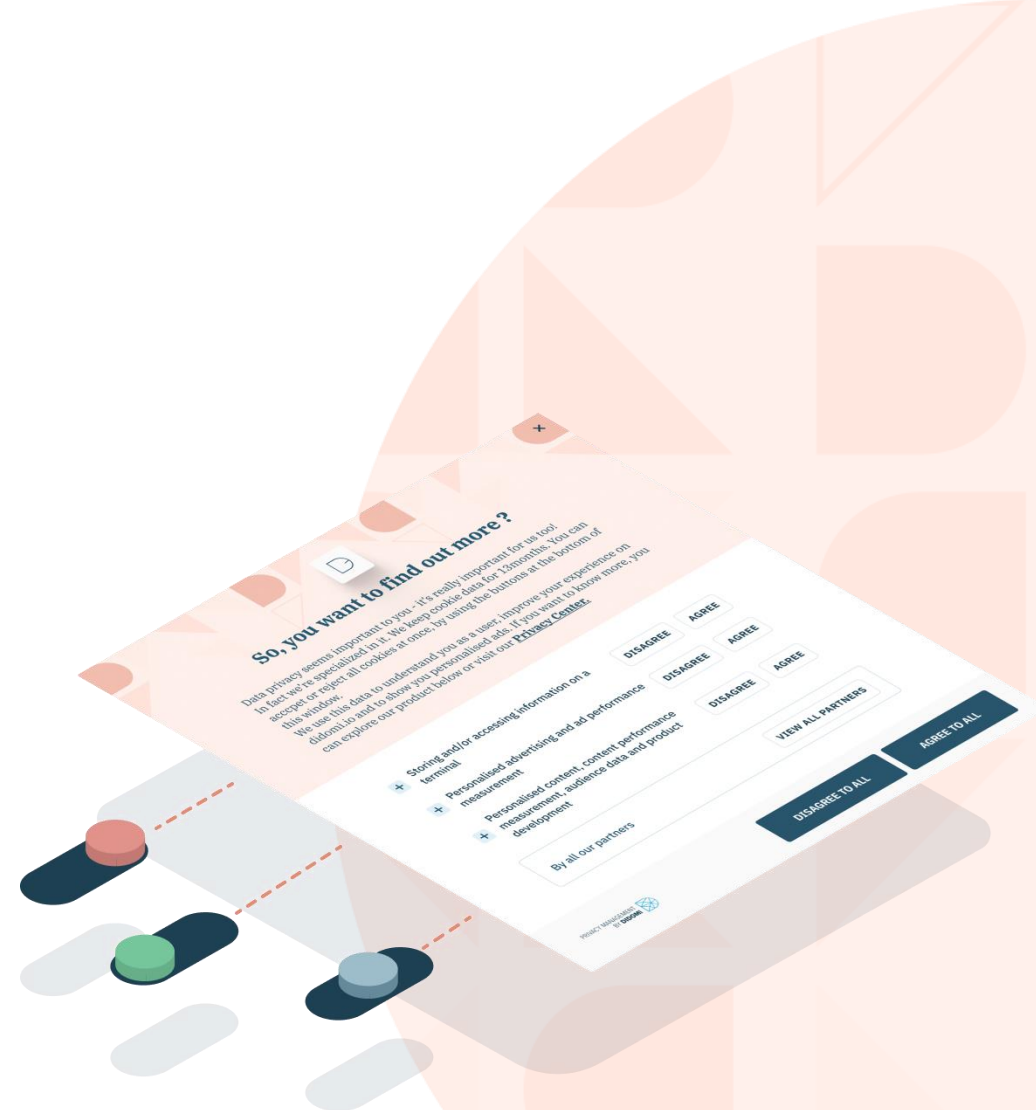 ×
So, you want to find out more ?
Data privacy seems important to you - it's really important for us too!
In fact we're specialized in it. We keep cookie data for 13months. You can
acccpet or reject all cookies at once, by using the buttons at the bottom of
this window.
We use this data to understand you as a user, improve your experience on
didomi.io and to show you personalised ads. If you want to know more, you
can explore our product below or visit our Privacy Center.
+ Storing and/or accessing information on a
terminal
DISAGREE AGREE
+ Personalised advertising and ad performance
measurement
DISAGREE AGREE
+ Personalised content, content performance
measurement, audience data and product
development
DISAGREE AGREE
By all our partners
VIEW ALL PARTNERS
PRIVACY MANAGEMENT
BY DIDOMI
DISAGREE TO ALL
AGREE TO ALL